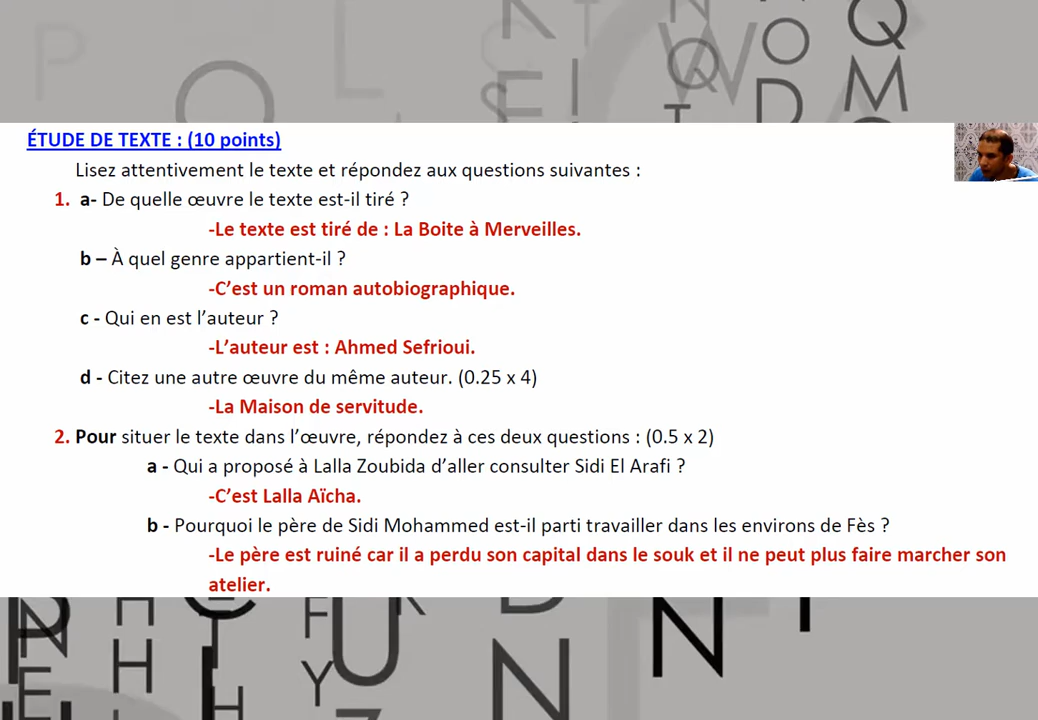 ÉTUDE DE TEXTE : (10 points)
Lisez attentivement le texte et répondez aux questions suivantes :
1. a- De quelle œuvre le texte est-il tiré ?
-Le texte est tiré de : La Boite à Merveilles.
b – À quel genre appartient-il ?
-C’est un roman autobiographique.
c - Qui en est l’auteur ?
-L’auteur est : Ahmed Sefrioui.
d - Citez une autre œuvre du même auteur. (0.25 x 4)
-La Maison de servitude.
2. Pour situer le texte dans l’œuvre, répondez à ces deux questions : (0.5 x 2)
a - Qui a proposé à Lalla Zoubida d’aller consulter Sidi El Arafi ?
-C’est Lalla Aïcha.
b - Pourquoi le père de Sidi Mohammed est-il parti travailler dans les environs de Fès ?
-Le père est ruiné car il a perdu son capital dans le souk et il ne peut plus faire marcher son
atelier.